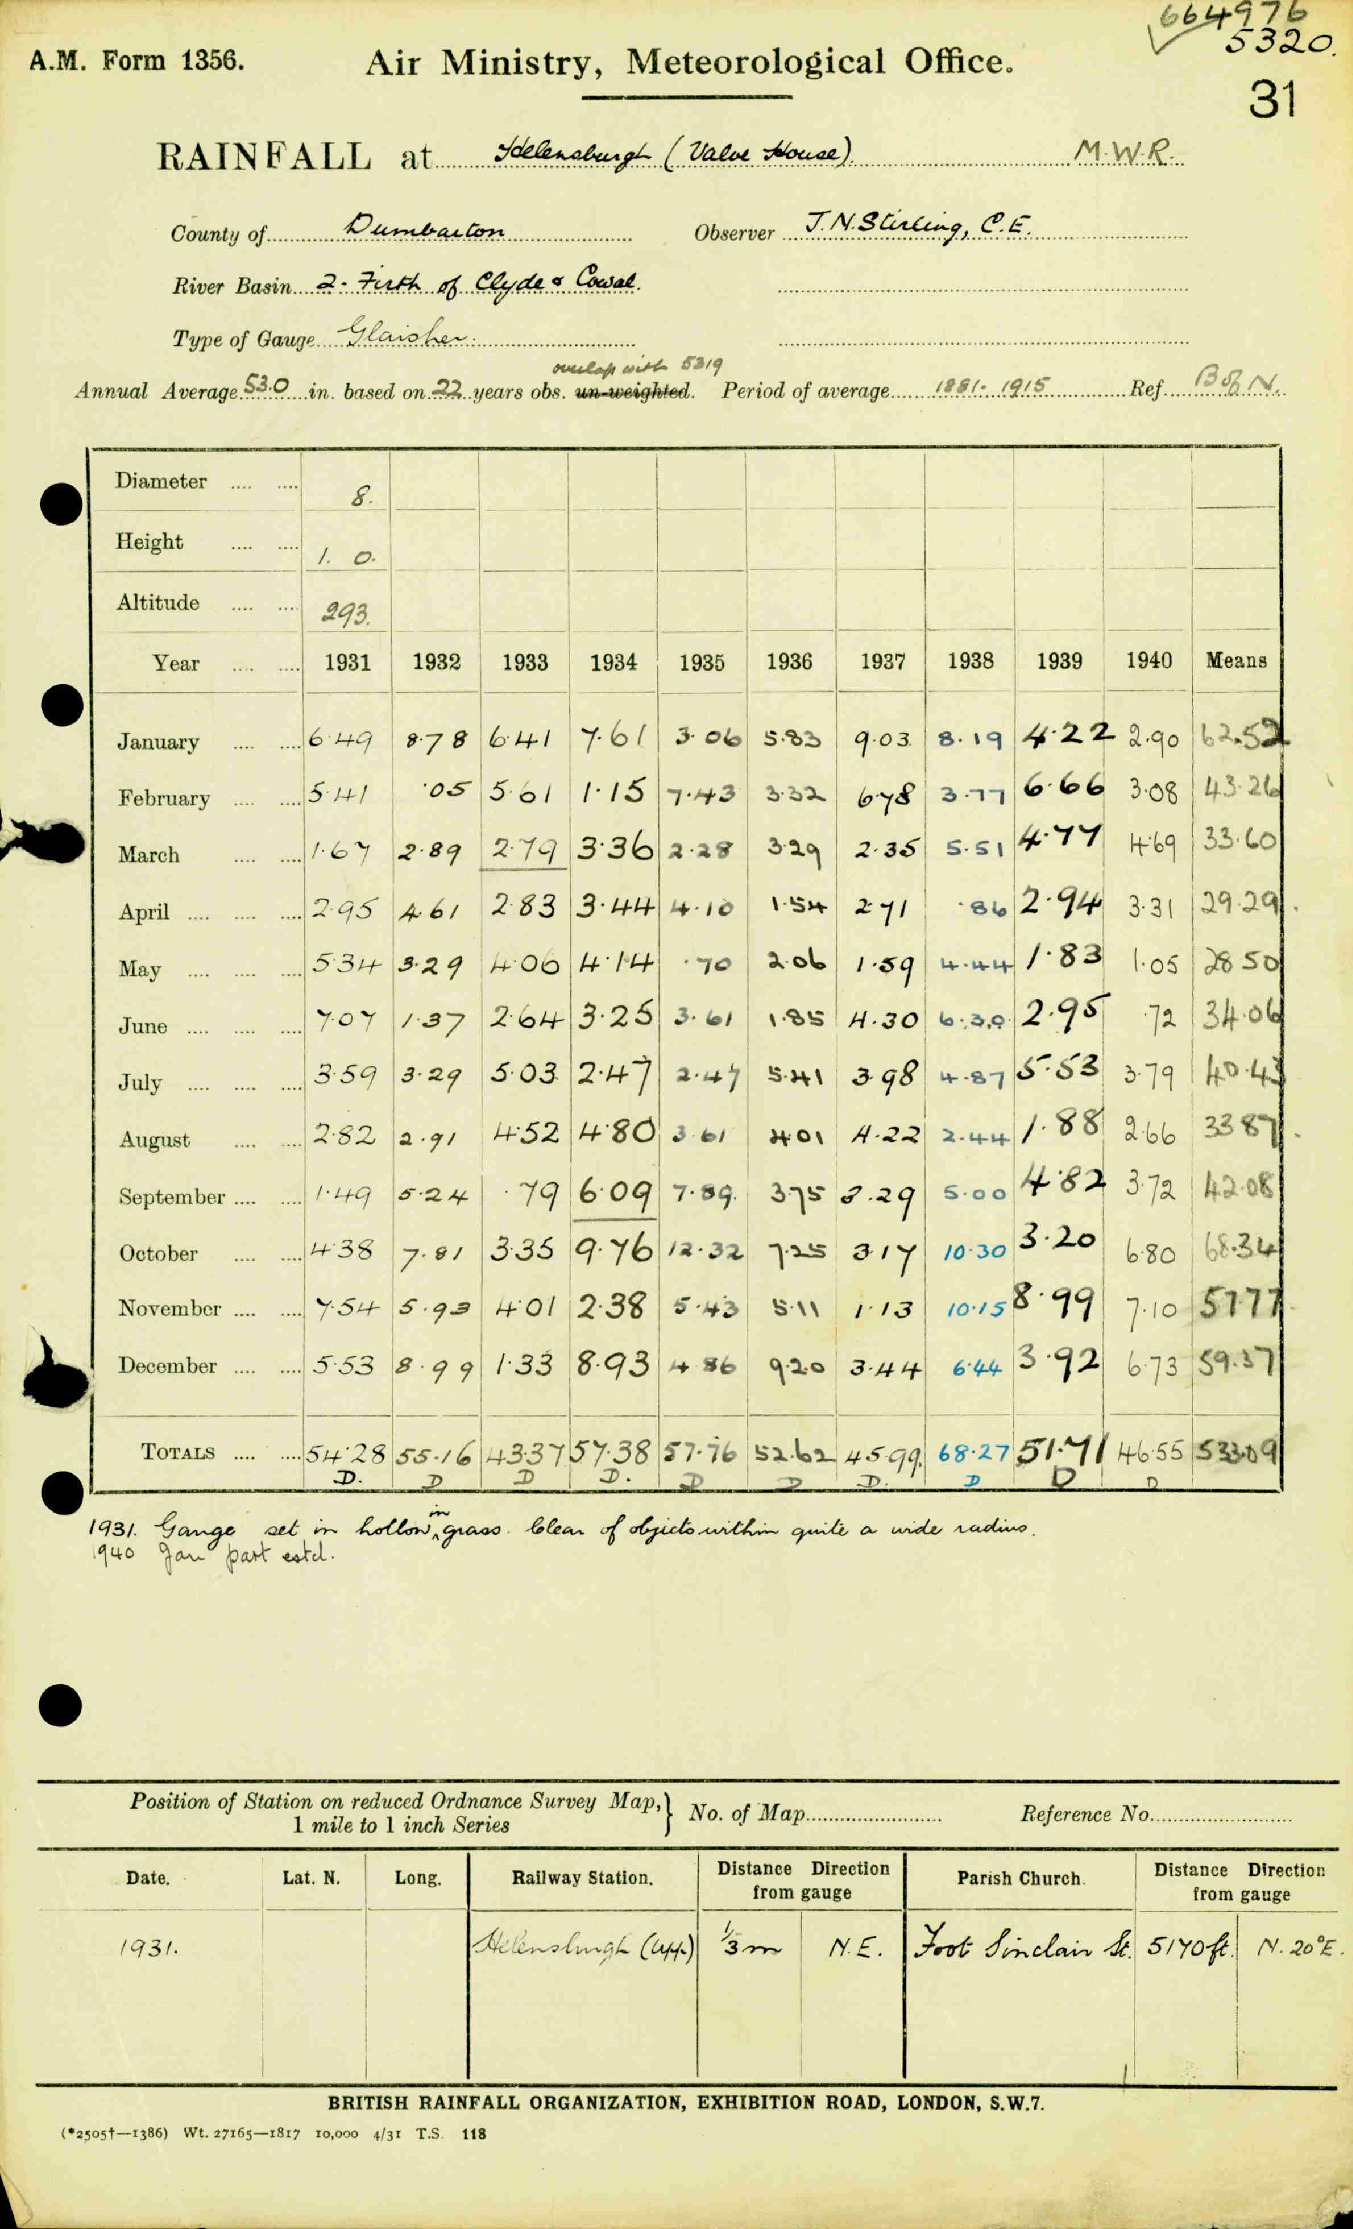 664976
5320.
31
A.M. Form 1356.
Air Ministry, Meteorological Office.
RAINFALL at Helensburgh (Valve House) M.W.R.
County of Dumbarton Observer J.N. Stirling, C.E.
River Basin 2. Firth of Clyde & Cowal.
Type of Gauge Glaisher.
overlap with 5319
Annual Average 53.0 in. based on 22 years obs. un-weighted. Period of average 1881-1915 Ref. B of N.
Diameter .... .... 8.
Height .... .... 1. 0.
Altitude .... .... 293.
Year .... .... 1931 1932 1933 1934 1935 1936 1937 1938 1939 1940 Means
January .... .... 6.49 8.78 6.41 7.61 3.06 5.83 9.03 8.19 4.22 2.90 62.52
February .... .... 5.41 .05 5.61 1.15 7.43 3.32 6.78 3.77 6.66 3.08 43.26
March .... .... 1.67 2.89 2.79 3.36 2.28 3.29 2.35 5.51 4.77 4.69 33.60
April .... .... .... 2.95 4.61 2.83 3.44 4.10 1.54 2.71 .86 2.94 3.31 29.29
May .... .... .... 5.34 3.29 4.06 4.14 .70 2.06 1.59 4.44 1.83 1.05 28.50
June .... .... .... 7.07 1.37 2.64 3.25 3.61 1.85 4.30 6.30 2.95 .72 34.06
July .... .... .... 3.59 3.29 5.03 2.47 2.47 5.41 3.98 4.87 5.53 3.79 40.43
August .... .... 2.82 2.91 4.52 4.80 3.61 4.01 4.22 2.44 1.88 2.66 33.87
September .... .... 1.49 5.24 .79 6.09 7.89 3.75 3.29 5.00 4.82 3.72 42.08
October .... .... 4.38 7.81 3.35 9.76 12.32 7.25 3.17 10.30 3.20 6.80 68.34
November .... .... 7.54 5.93 4.01 2.38 5.43 5.11 1.13 10.15 8.99 7.10 57.77
December .... .... 5.53 8.99 1.33 8.93 4.86 9.20 3.44 6.44 3.92 6.73 59.37
TOTALS .... .... 54.28 55.16 43.37 57.38 57.76 52.62 45.99 68.27 51.71 46.55 533.09
D. D D D. D D D. D D D
1931. Gauge set in hollow, in grass. Clear of objects within quite a wide radius.
1940 Jan part estd.
Position of Station on reduced Ordnance Survey Map, 1 mile to 1 inch Series } No. of Map Reference No.
Date. Lat. N. Long. Railway Station. Distance Direction from gauge Parish Church. Distance Direction from gauge
1931. Helensburgh (Upp.) 1/3 m N.E. Foot Sinclair St. 5170 ft. N. 20° E.
BRITISH RAINFALL ORGANIZATION, EXHIBITION ROAD, LONDON, S.W.7.
(*2505†—1386) Wt. 27165—1817 10,000 4/31 T.S. 118